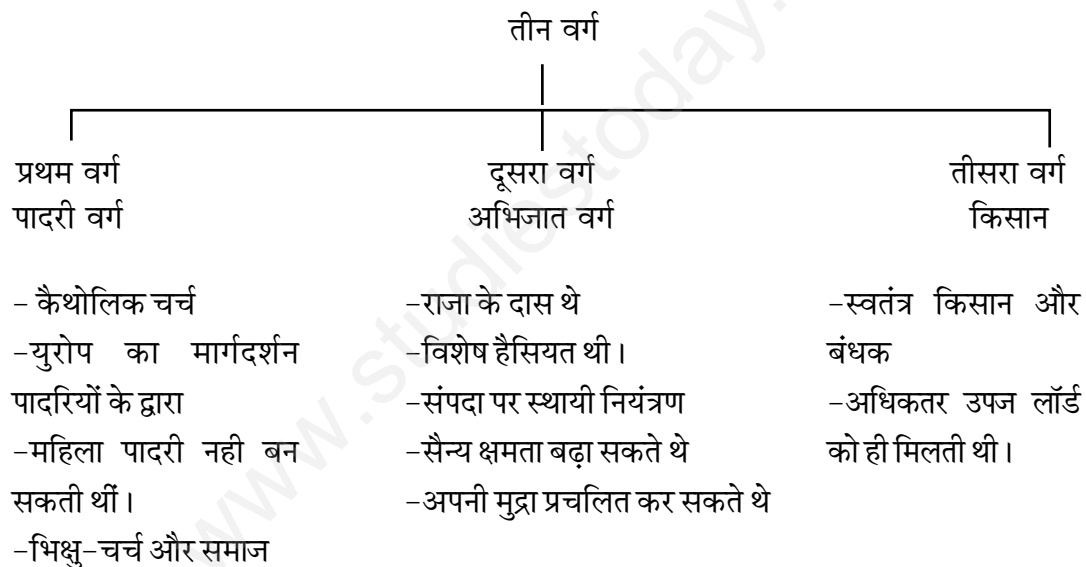 तीन वर्ग
प्रथम वर्ग
पादरी वर्ग
- कैथोलिक चर्च
-युरोप का मार्गदर्शन
पादरियों के द्वारा
-महिला पादरी नही बन
सकती थीं।
-भिक्षु-चर्च और समाज
दूसरा वर्ग
अभिजात वर्ग
-राजा के दास थे
-विशेष हैसियत थी।
-संपदा पर स्थायी नियंत्रण
-सैन्य क्षमता बढ़ा सकते थे
-अपनी मुद्रा प्रचलित कर सकते थे
तीसरा वर्ग
किसान
-स्वतंत्र किसान और
बंधक
-अधिकतर उपज लॉर्ड
को ही मिलती थी।
www.studiestoday.